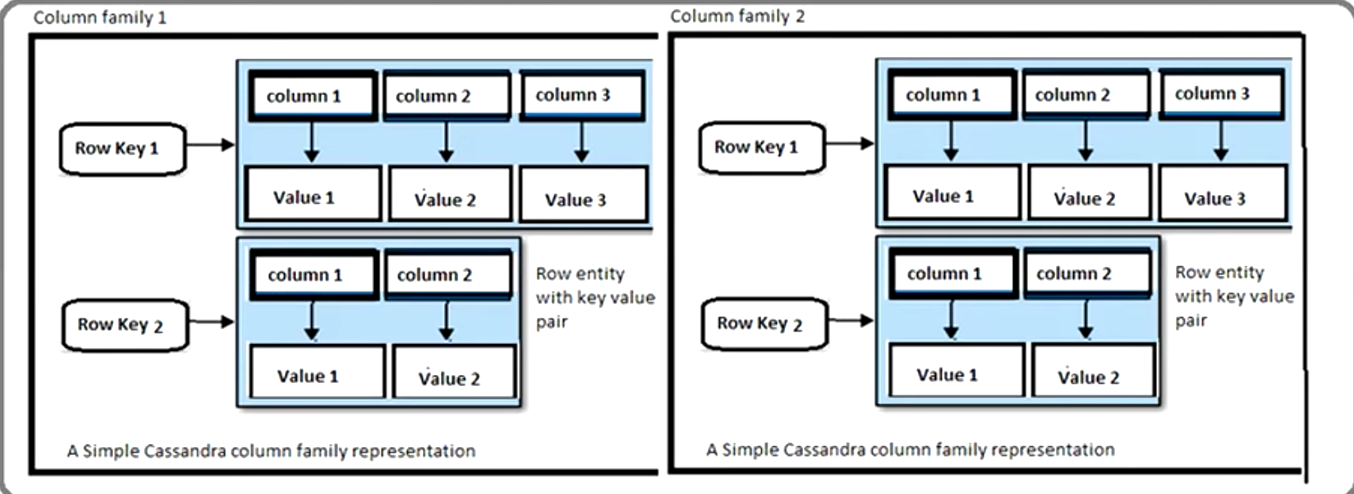 Column family 1
column 1 column 2 column 3
Row Key 1
Value 1 Value 2 Value 3
column 1 column 2
Row entity
with key value
pair
Row Key 2
Value 1 Value 2
A Simple Cassandra column family representation
Column family 2
column 1 column 2 column 3
Row Key 1
Value 1 Value 2 Value 3
column 1 column 2
Row entity
with key value
pair
Row Key 2
Value 1 Value 2
A Simple Cassandra column family representation